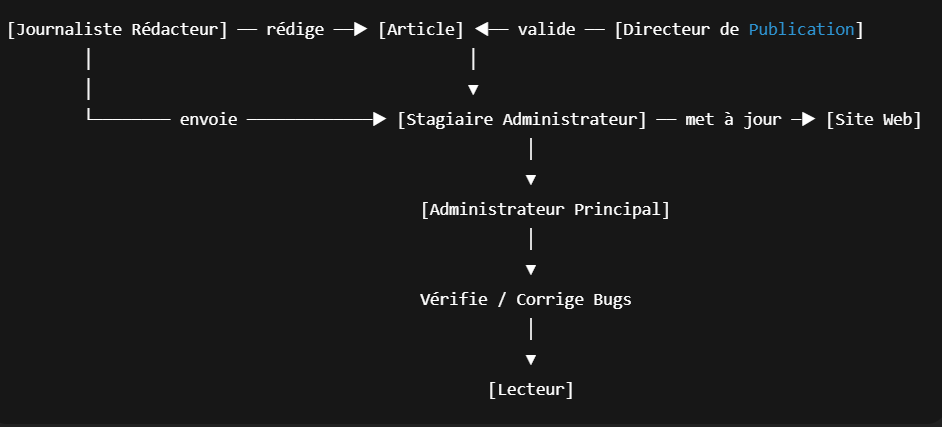 [Journaliste Rédacteur] ── rédige ──► [Article] ◄── valide ── [Directeur de Publication]
└─────── envoie ───────────► [Stagiaire Administrateur] ── met à jour ─► [Site Web]
[Administrateur Principal]
Vérifie / Corrige Bugs
[Lecteur]